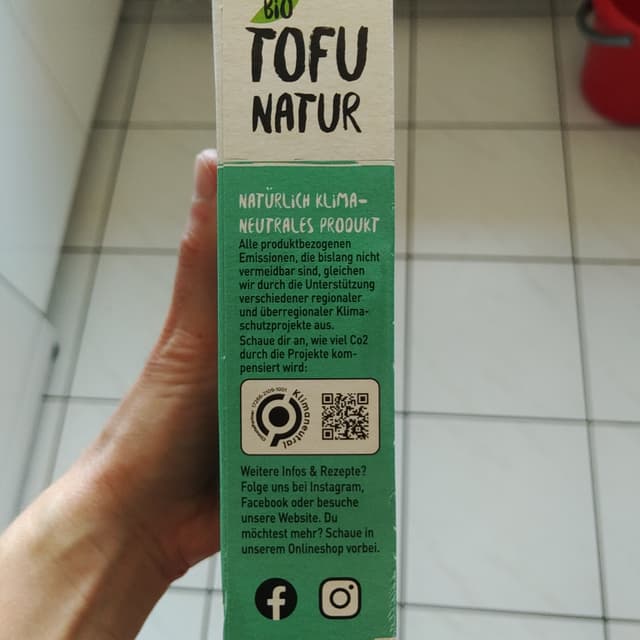 BIO
TOFU
NATUR
NATÜRLICH KLIMA-
NEUTRALES PRODUKT
Alle produktbezogenen
Emissionen, die bislang nicht
vermeidbar sind, gleichen
wir durch die Unterstützung
verschiedener regionaler
und überregionaler Klima-
schutzprojekte aus.
Schaue dir an, wie viel Co2
durch die Projekte kom-
pensiert wird:
Klimaneutral
Weitere Infos & Rezepte?
Folge uns bei Instagram,
Facebook oder besuche
unsere Website. Du
möchtest mehr? Schaue in
unserem Onlineshop vorbei.